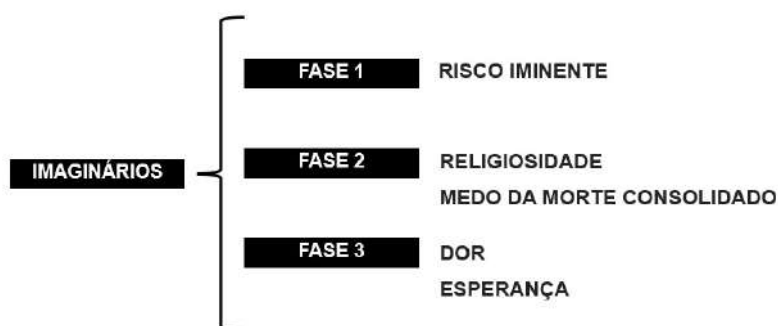 IMAGINÁRIOS
FASE 1
RISCO IMINENTE
FASE 2
RELIGIOSIDADE
MEDO DA MORTE CONSOLIDADO
FASE 3
DOR
ESPERANÇA